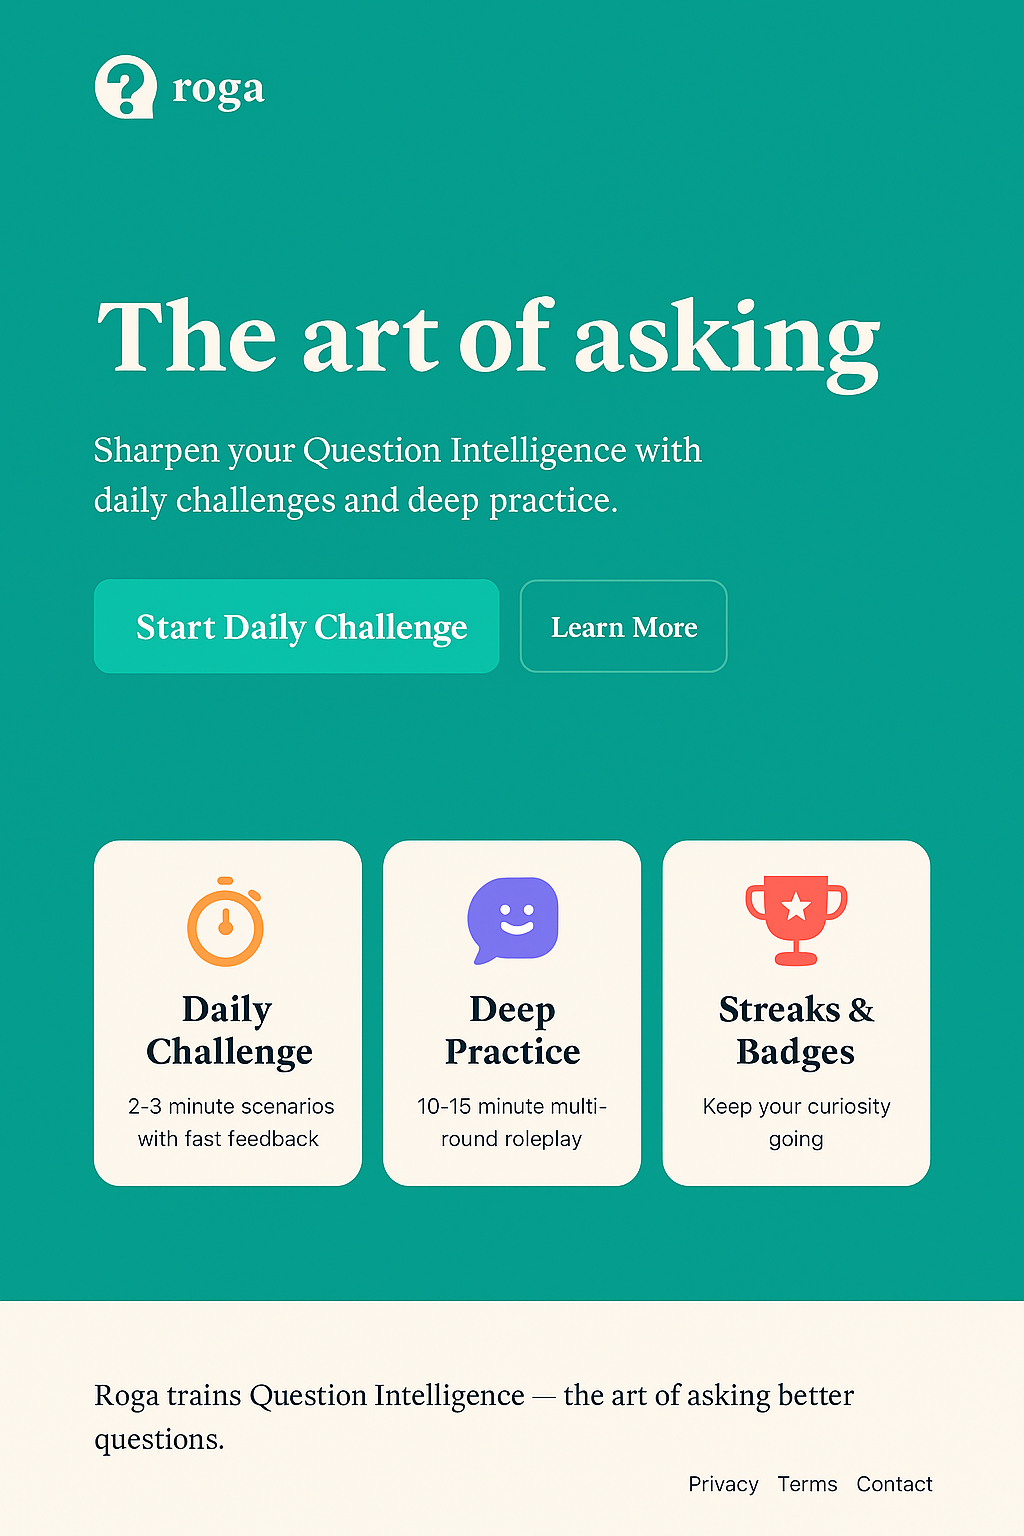 roga
The art of asking
Sharpen your Question Intelligence with
daily challenges and deep practice.
Start Daily Challenge
Learn More
Daily
Challenge
2-3 minute scenarios
with fast feedback
Deep
Practice
10-15 minute multi-
round roleplay
Streaks &
Badges
Keep your curiosity
going
Roga trains Question Intelligence — the art of asking better
questions.
Privacy Terms Contact